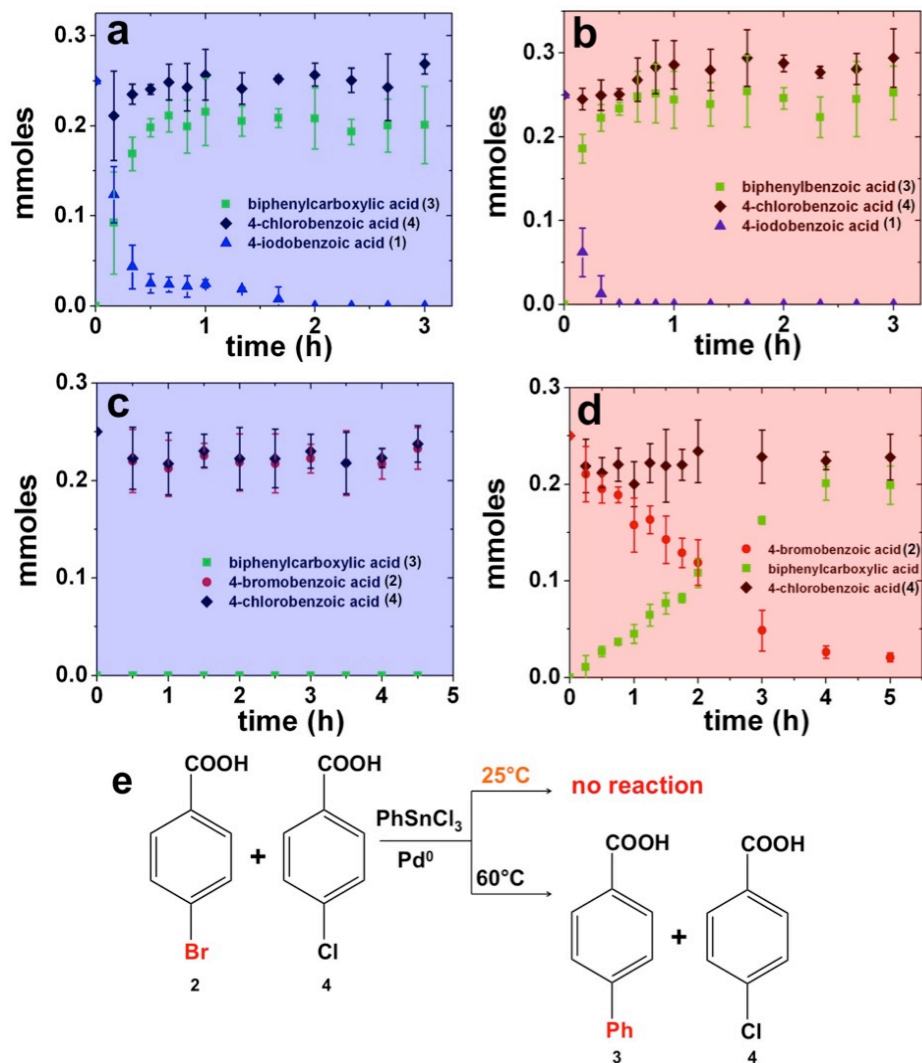 a
mmoles
0.3
0.2
0.1
0.0
biphenylcarboxylic acid (3)
4-chlorobenzoic acid (4)
4-iodobenzoic acid (1)
0 1 2 3
time (h)
b
mmoles
0.3
0.2
0.1
0.0
biphenylbenzoic acid (3)
4-chlorobenzoic acid (4)
4-iodobenzoic acid (1)
0 1 2 3
time (h)
c
mmoles
0.3
0.2
0.1
0.0
biphenylcarboxylic acid (3)
4-bromobenzoic acid (2)
4-chlorobenzoic acid (4)
0 1 2 3 4 5
time (h)
d
mmoles
0.3
0.2
0.1
0.0
4-bromobenzoic acid (2)
biphenylcarboxylic acid
4-chlorobenzoic acid (4)
0 1 2 3 4 5
time (h)
e
COOH COOH
Br
2
+
Cl
4
PhSnCl3
Pd0
25°C
no reaction
60°C
COOH COOH
Ph
3
+
Cl
4